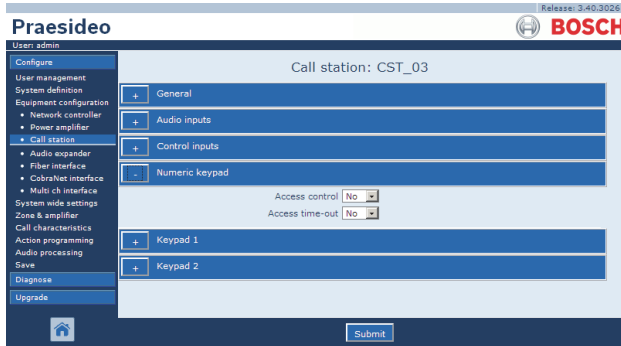 Release: 3.40.3026
Praesideo
BOSCH
User: admin
Configure
User management
System definition
Equipment configuration
• Network controller
• Power amplifier
• Call station
• Audio expander
• Fiber interface
• CobraNet interface
• Multi ch interface
System wide settings
Zone & amplifier
Call characteristics
Action programming
Audio processing
Save
Diagnose
Upgrade
Call station: CST_03
+ General
+ Audio inputs
+ Control inputs
- Numeric keypad
Access control No
Access time-out No
+ Keypad 1
+ Keypad 2
Submit